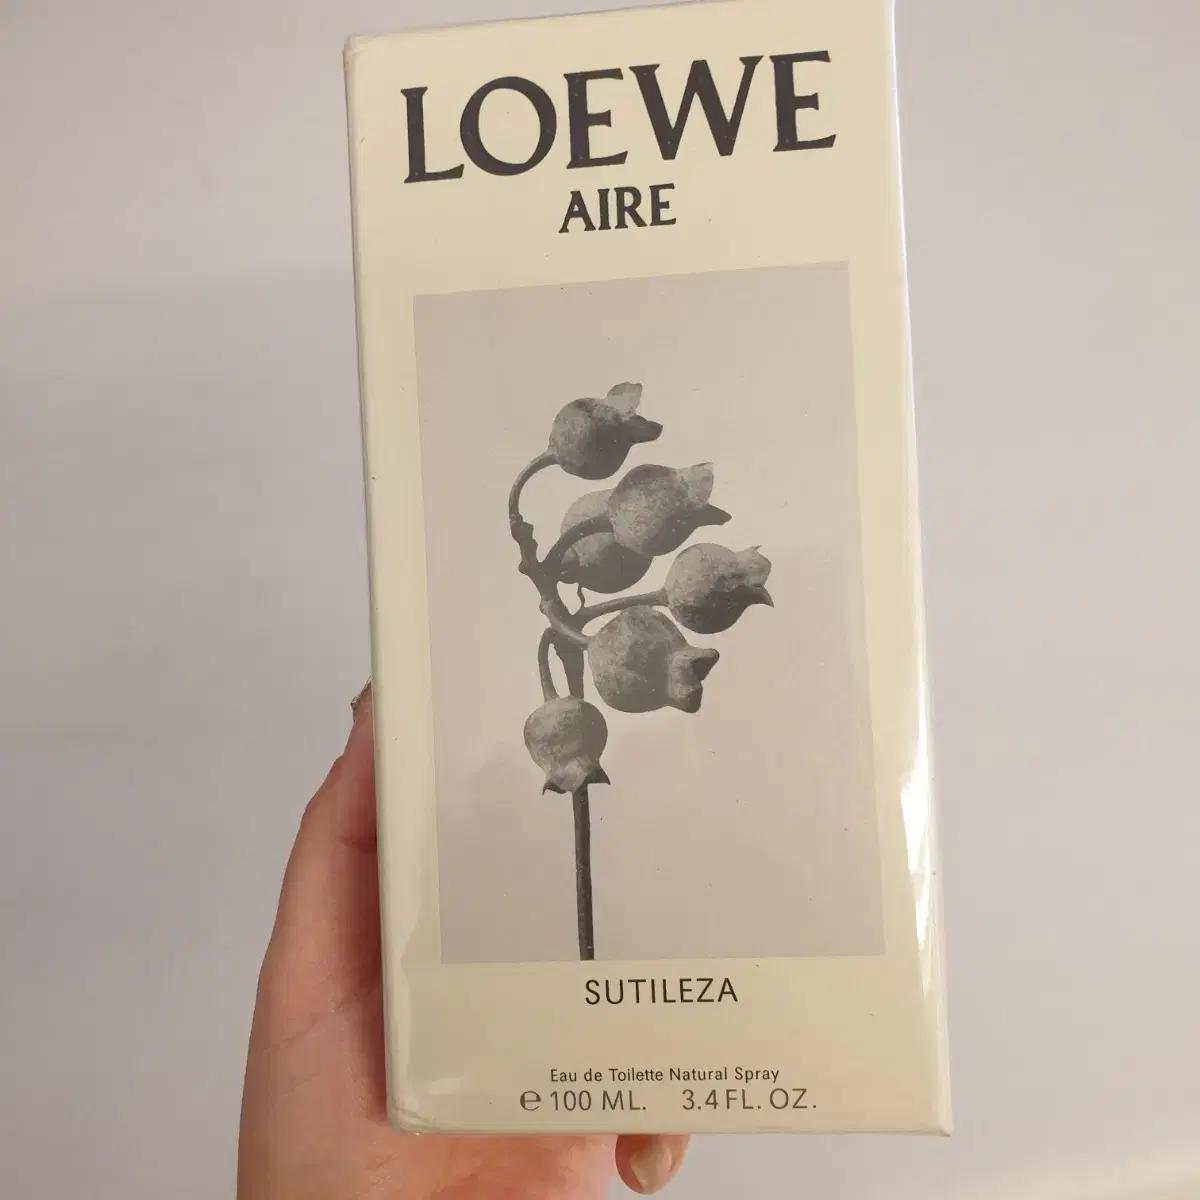 LOEWE
AIRE
SUTILEZA
Eau de Toilette Natural Spray
℮ 100 ML. 3.4 FL. OZ.